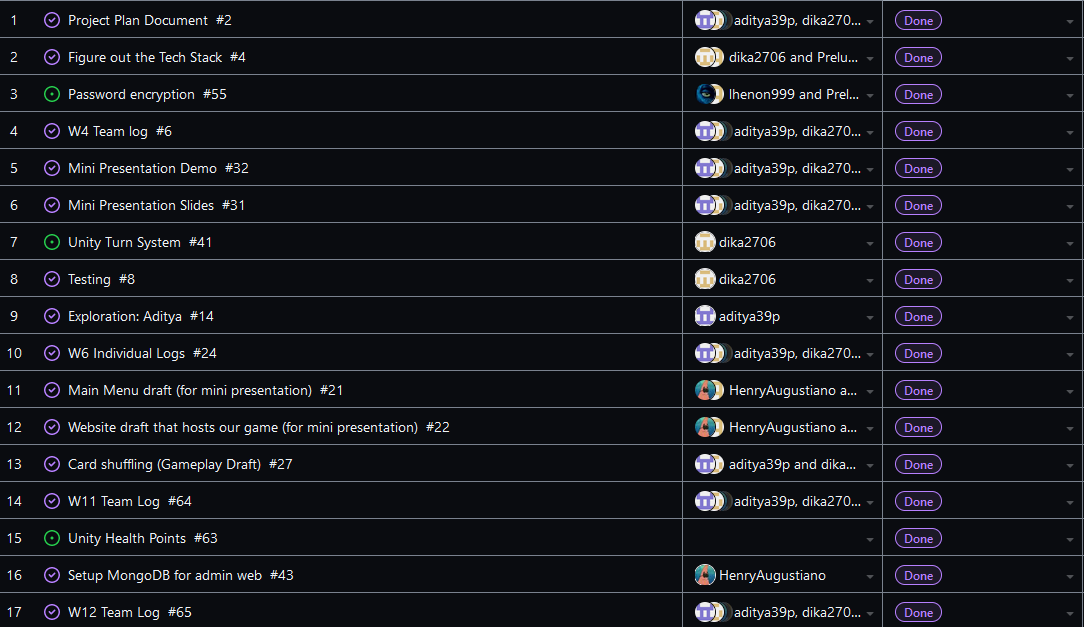 1 Project Plan Document #2 aditya39p, dika270... Done
2 Figure out the Tech Stack #4 dika2706 and Prelu... Done
3 Password encryption #55 lhenon999 and Prel... Done
4 W4 Team log #6 aditya39p, dika270... Done
5 Mini Presentation Demo #32 aditya39p, dika270... Done
6 Mini Presentation Slides #31 aditya39p, dika270... Done
7 Unity Turn System #41 dika2706 Done
8 Testing #8 dika2706 Done
9 Exploration: Aditya #14 aditya39p Done
10 W6 Individual Logs #24 aditya39p, dika270... Done
11 Main Menu draft (for mini presentation) #21 HenryAugustiano a... Done
12 Website draft that hosts our game (for mini presentation) #22 HenryAugustiano a... Done
13 Card shuffling (Gameplay Draft) #27 aditya39p and dika... Done
14 W11 Team Log #64 aditya39p, dika270... Done
15 Unity Health Points #63 Done
16 Setup MongoDB for admin web #43 HenryAugustiano Done
17 W12 Team Log #65 aditya39p, dika270... Done